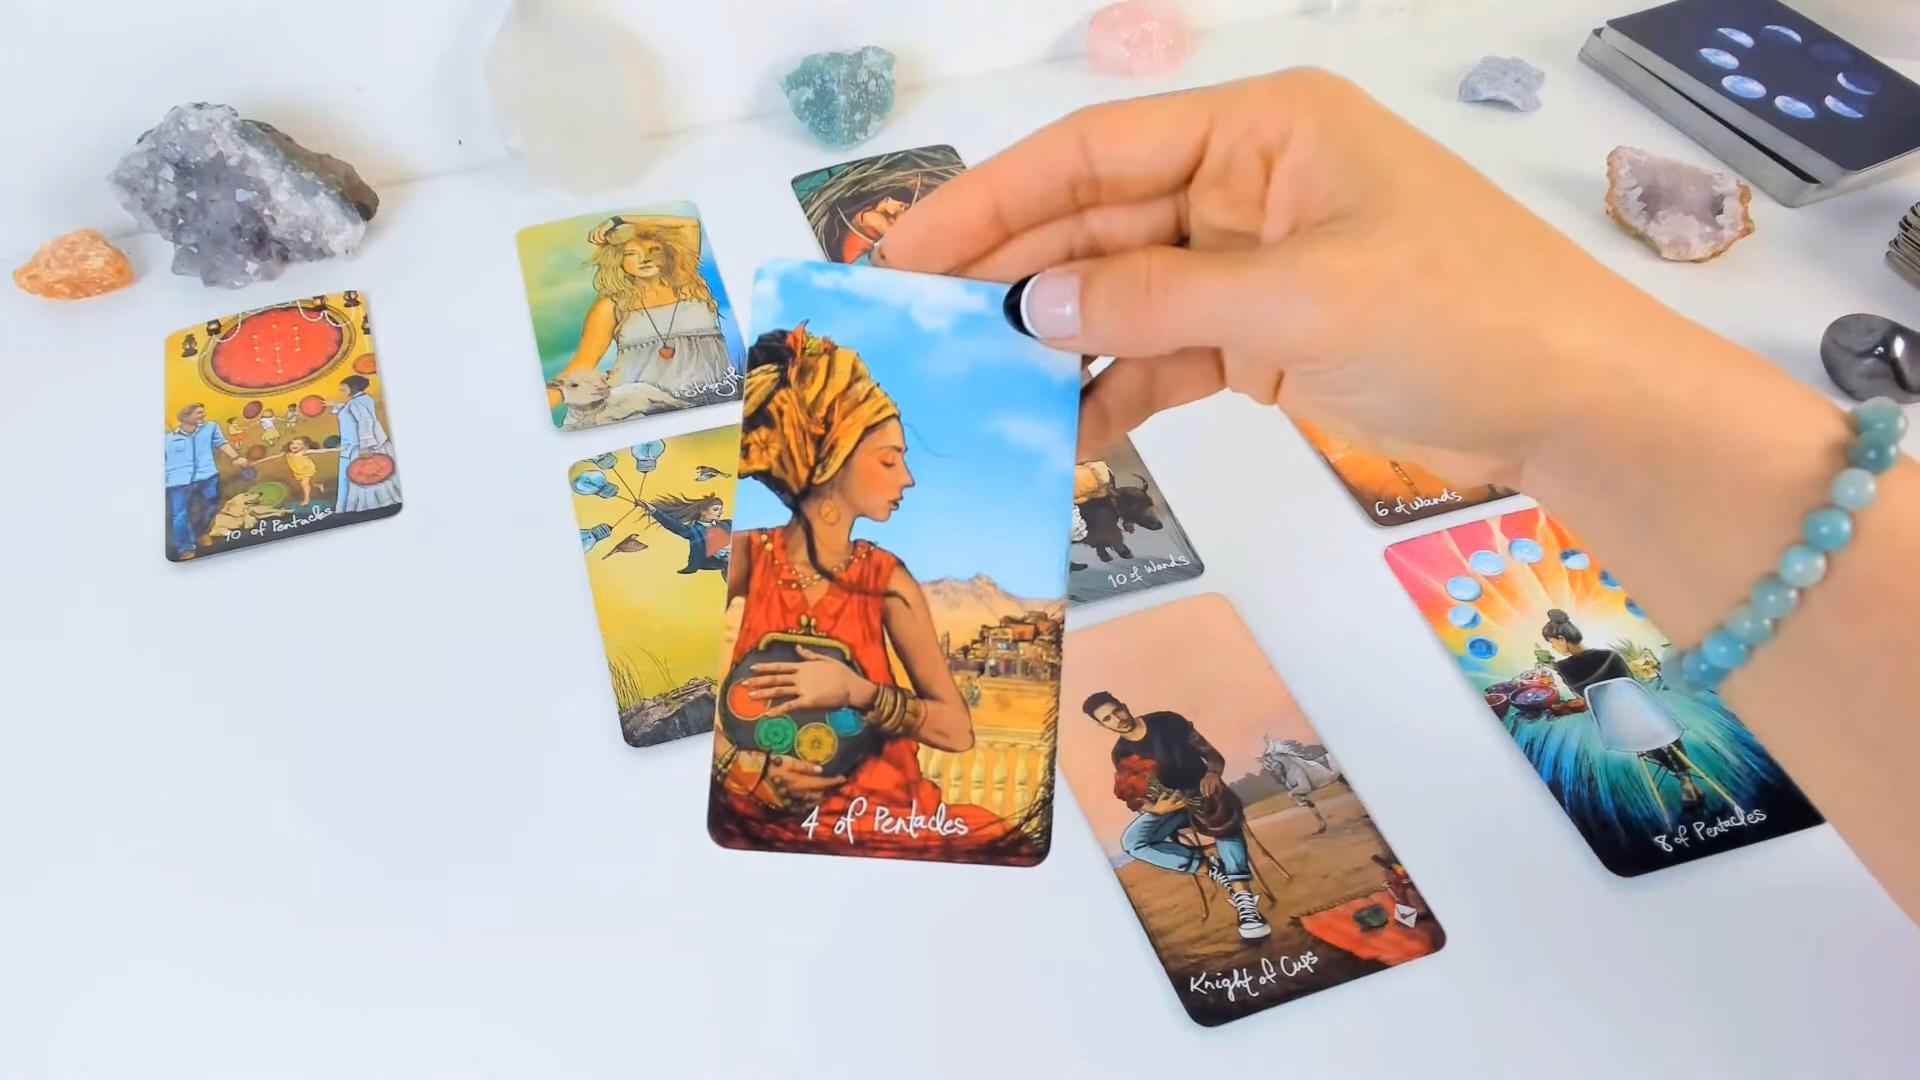 Strength
10 of Pentacles
6 of Wands
10 of Wands
4 of Pentacles
8 of Pentacles
Knight of Cups